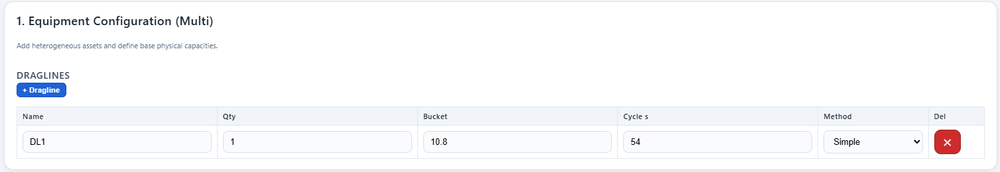 1. Equipment Configuration (Multi)
Add heterogeneous assets and define base physical capacities.
DRAGLINES
+ Dragline
Name Qty Bucket Cycle s Method Del
DL1 1 10.8 54 Simple ×